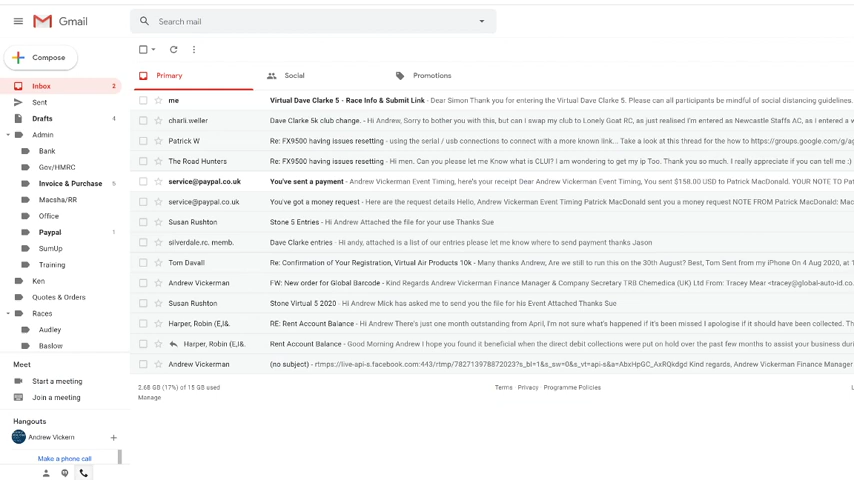 Gmail
Search mail
Compose
Primary
Social
Promotions
Inbox 2
Sent
Drafts 4
Admin
Bank
Gov/HMRC
Invoice & Purchase 5
Macsha/RR
Office
Paypal 1
SumUp
Training
Ken
Quotes & Orders
Races
Audley
Baslow
Meet
Start a meeting
Join a meeting
Hangouts
Andrew Vickern
Make a phone call
me Virtual Dave Clarke 5 - Race Info & Submit Link - Dear Simon Thank you for entering the Virtual Dave Clarke 5. Please can all participants be mindful of social distancing guidelines.
charli.weller Dave Clarke 5k club change. - Hi Andrew, Sorry to bother you with this, but can I swap my club to Lonely Goat RC, as just realised I'm entered as Newcastle Staffs AC, as I entered a
Patrick W Re: FX9500 having issues resetting - using the serial / usb connections to connect with a more known link... Take a look at this thread for the how to https://groups.google.com/g/
The Road Hunters Re: FX9500 having issues resetting - Hi men. Can you please let me Know what is CLUI? I am wondering to get my ip Too. Thank you so much. I really appreciate if you can tell me :)
service@paypal.co.uk You've sent a payment - Andrew Vickerman Event Timing, here's your receipt Dear Andrew Vickerman Event Timing, You sent $158.00 USD to Patrick MacDonald. YOUR NOTE TO
service@paypal.co.uk You've got a money request - Here are the request details Hello, Andrew Vickerman Event Timing Patrick MacDonald sent you a money request NOTE FROM Patrick MacDonald:
Susan Rushton Stone 5 Entries - Hi Andrew Attached the file for your use Thanks Sue
silverdale.rc. memb. Dave Clarke entries - Hi andy, attached is a list of our entries please let me know where to send payment thanks Jason
Tom Davall Re: Confirmation of Your Registration, Virtual Air Products 10k - Many thanks Andrew, Are we still to run this on the 30th August? Best, Tom Sent from my iPhone On 4 Aug 2020, at
Andrew Vickerman FW: New order for Global Barcode - Kind Regards Andrew Vickerman Finance Manager & Company Secretary TRB Chemedica (UK) Ltd From: Tracey Mear <tracey@global-auto-id.co.
Susan Rushton Stone Virtual 5 2020 - Hi Andrew Mick has asked me to send you the file for his Event Attached Thanks Sue
Harper, Robin (E,I&. RE: Rent Account Balance - Hi Andrew There's just one month outstanding from April, I'm not sure what's happened if it's been missed I apologise if it should have been collected.
Harper, Robin (E,I&. Rent Account Balance - Good Morning Andrew I hope you found it beneficial when the direct debit collections were put on hold over the past few months to assist your business
Andrew Vickerman (no subject) - rtmps://live-api-s.facebook.com:443/rtmp/782713978872023?s_bl=1&s_sw=0&s_vt=api-s&a=AbxHpGC_AxRQkdgd Kind regards, Andrew Vickerman Finance Manager
2.68 GB (17%) of 15 GB used
Manage
Terms · Privacy · Programme Policies